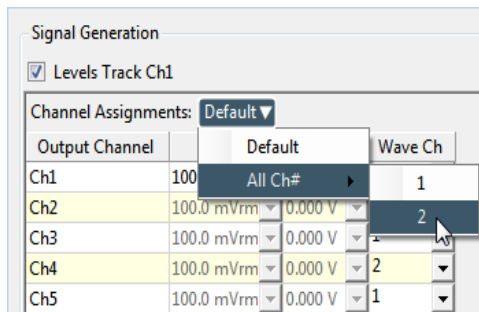 Signal Generation
Levels Track Ch1
Channel Assignments: Default▼
Output Channel Wave Ch
Default
All Ch#
1
2
Ch1 100
Ch2 100.0 mVrm 0.000 V
Ch3 100.0 mVrm 0.000 V 1
Ch4 100.0 mVrm 0.000 V 2
Ch5 100.0 mVrm 0.000 V 1